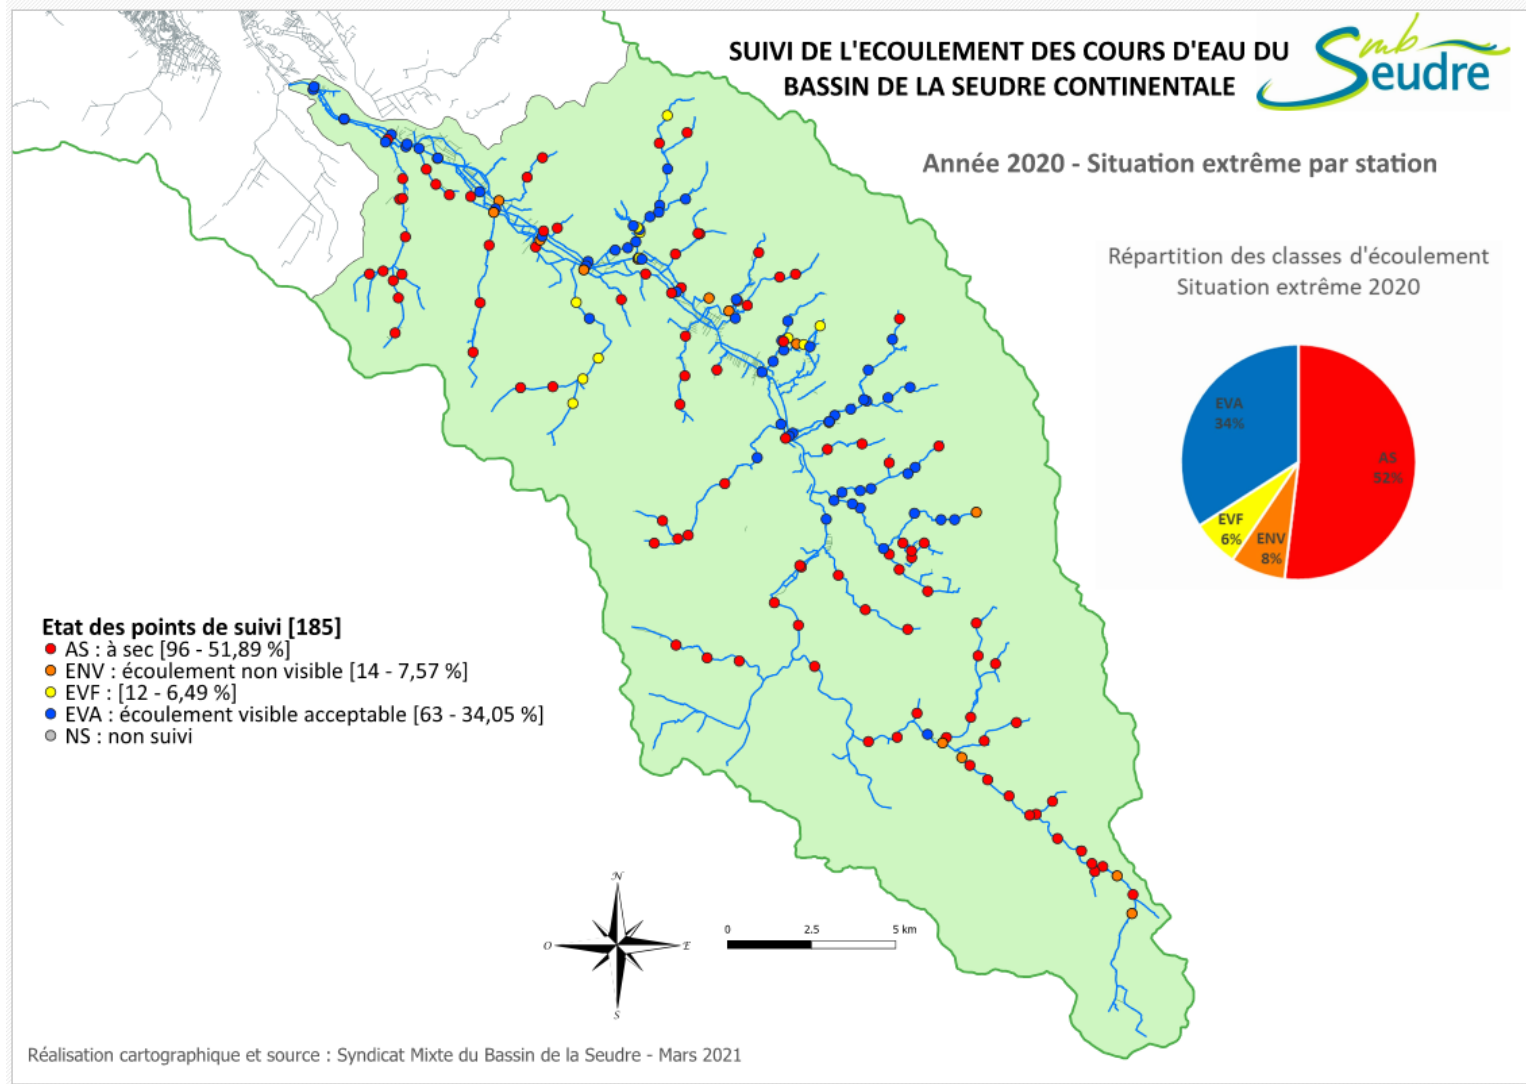 SUIVI DE L'ECOULEMENT DES COURS D'EAU DU
BASSIN DE LA SEUDRE CONTINENTALE
smb
Seudre
Année 2020 - Situation extrême par station
Répartition des classes d'écoulement
Situation extrême 2020
EVA
34%
AS
52%
EVF
6%
ENV
8%
Etat des points de suivi [185]
AS : à sec [96 - 51,89 %]
ENV : écoulement non visible [14 - 7,57 %]
EVF : [12 - 6,49 %]
EVA : écoulement visible acceptable [63 - 34,05 %]
NS : non suivi
N
O
E
S
0 2.5 5 km
Réalisation cartographique et source : Syndicat Mixte du Bassin de la Seudre - Mars 2021